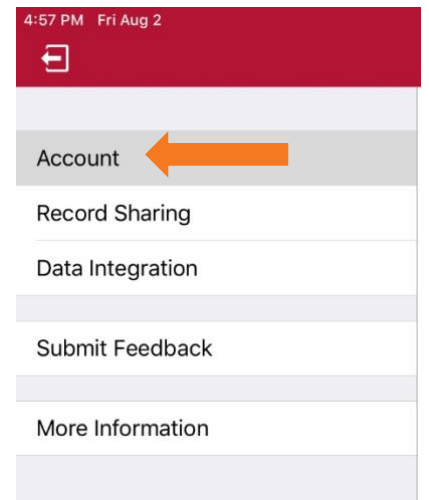 4:57 PM Fri Aug 2
Account
Record Sharing
Data Integration
Submit Feedback
More Information